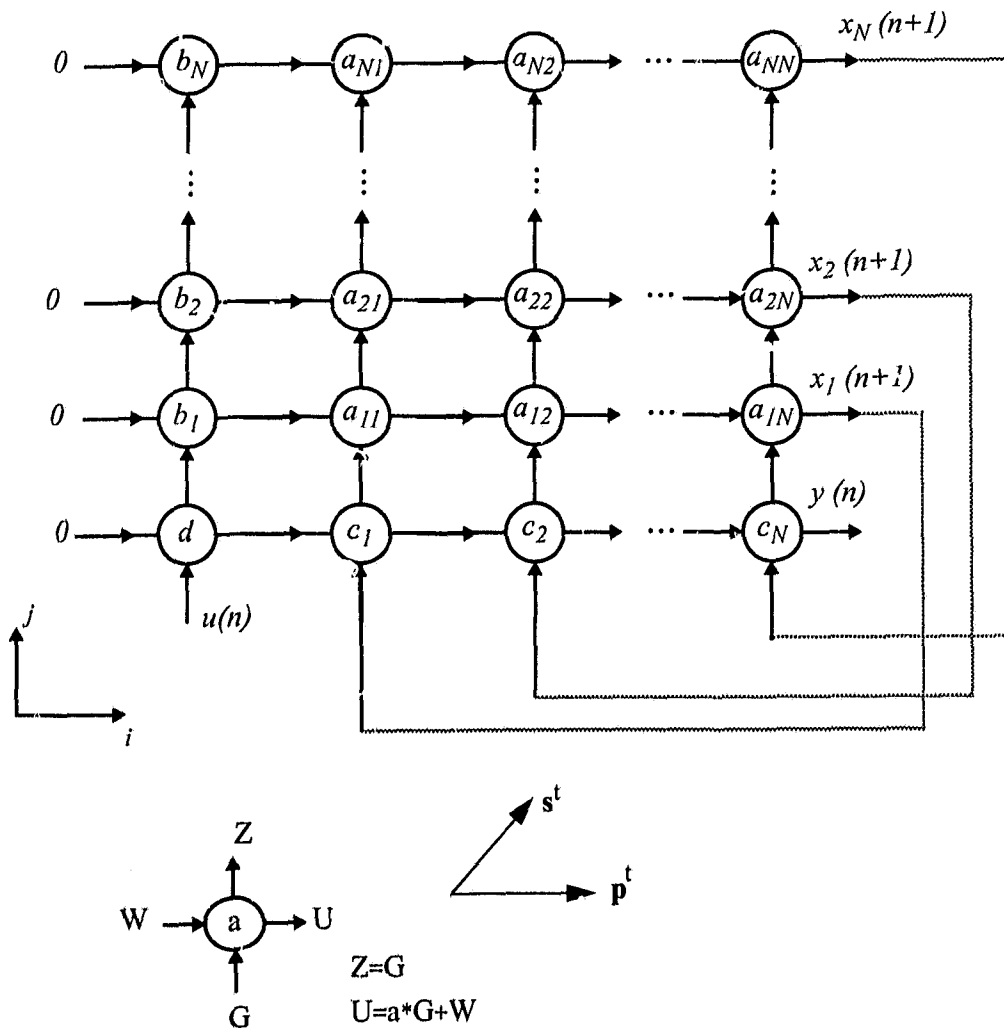 0 b_N a_N1 a_N2 ... a_NN x_N (n+1)
... ... ... ...
0 b_2 a_21 a_22 ... a_2N x_2 (n+1)
0 b_1 a_11 a_12 ... a_1N x_1 (n+1)
0 d c_1 c_2 ... c_N y (n)
u(n)
j
i
s^t
p^t
Z
W a U
G
Z=G
U=a*G+W